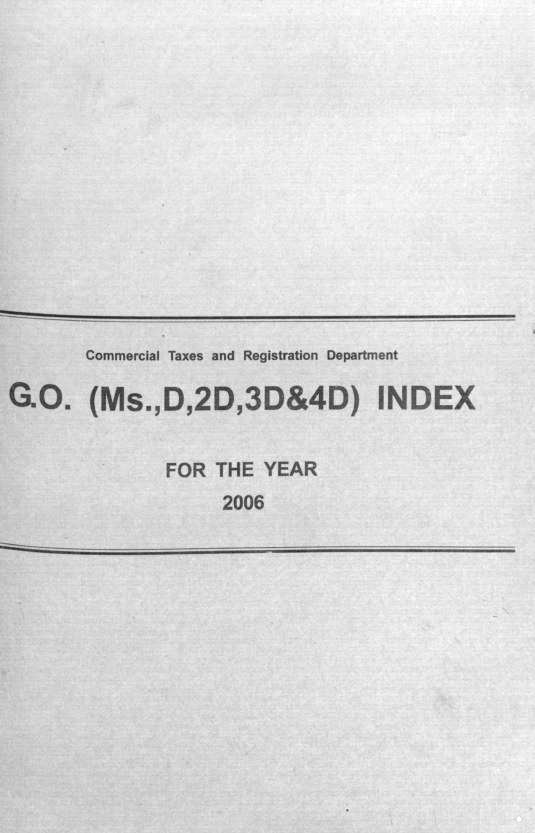 Commercial Taxes and Registration Department
G.O. (Ms.,D,2D,3D&4D) INDEX
FOR THE YEAR
2006